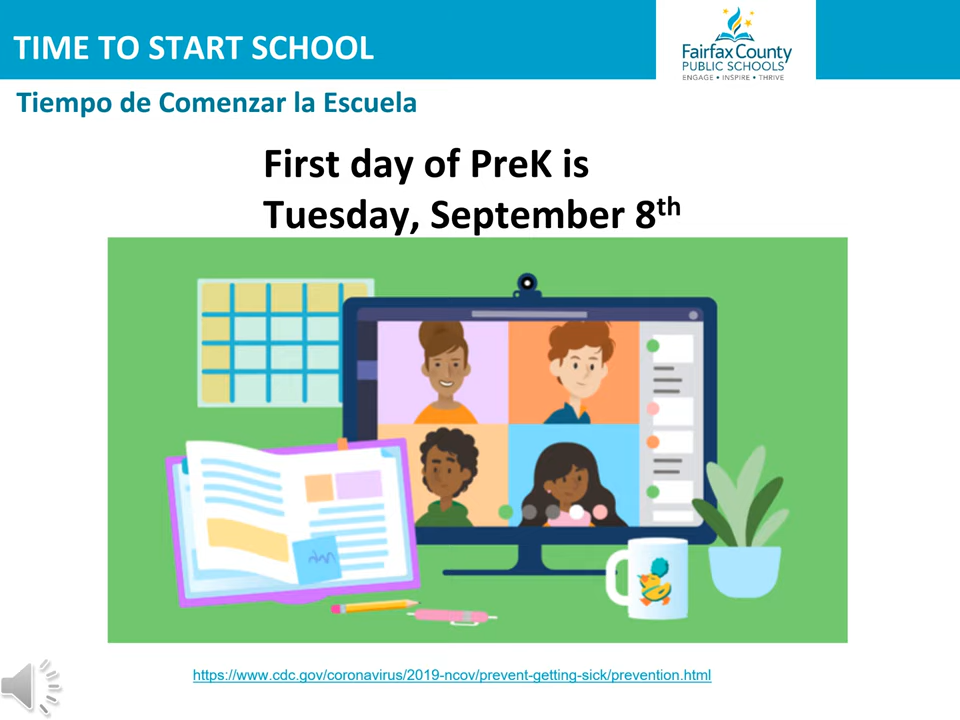 TIME TO START SCHOOL
Fairfax County
PUBLIC SCHOOLS
ENGAGE • INSPIRE • THRIVE
Tiempo de Comenzar la Escuela
First day of PreK is
Tuesday, September 8th
https://www.cdc.gov/coronavirus/2019-ncov/prevent-getting-sick/prevention.html